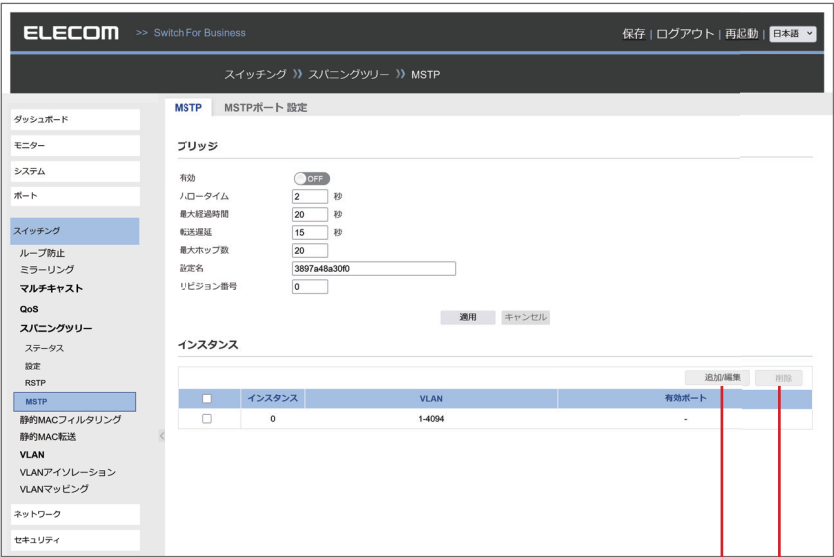 ELECOM >> Switch For Business 保存 | ログアウト | 再起動 | 日本語
スイッチング 》 スパニングツリー 》 MSTP
MSTP MSTPポート 設定
ダッシュボード
モニター
システム
ポート
スイッチング
ループ防止
ミラーリング
マルチキャスト
QoS
スパニングツリー
ステータス
設定
RSTP
MSTP
静的MACフィルタリング
静的MAC転送
VLAN
VLANアイソレーション
VLANマッピング
ネットワーク
セキュリティ
ブリッジ
有効 OFF
ハロータイム 2 秒
最大経過時間 20 秒
転送遅延 15 秒
最大ホップ数 20
設定名 3897a48a30f0
リビジョン番号 0
適用 キャンセル
インスタンス
追加/編集 削除
インスタンス VLAN 有効ポート
0 1-4094 -